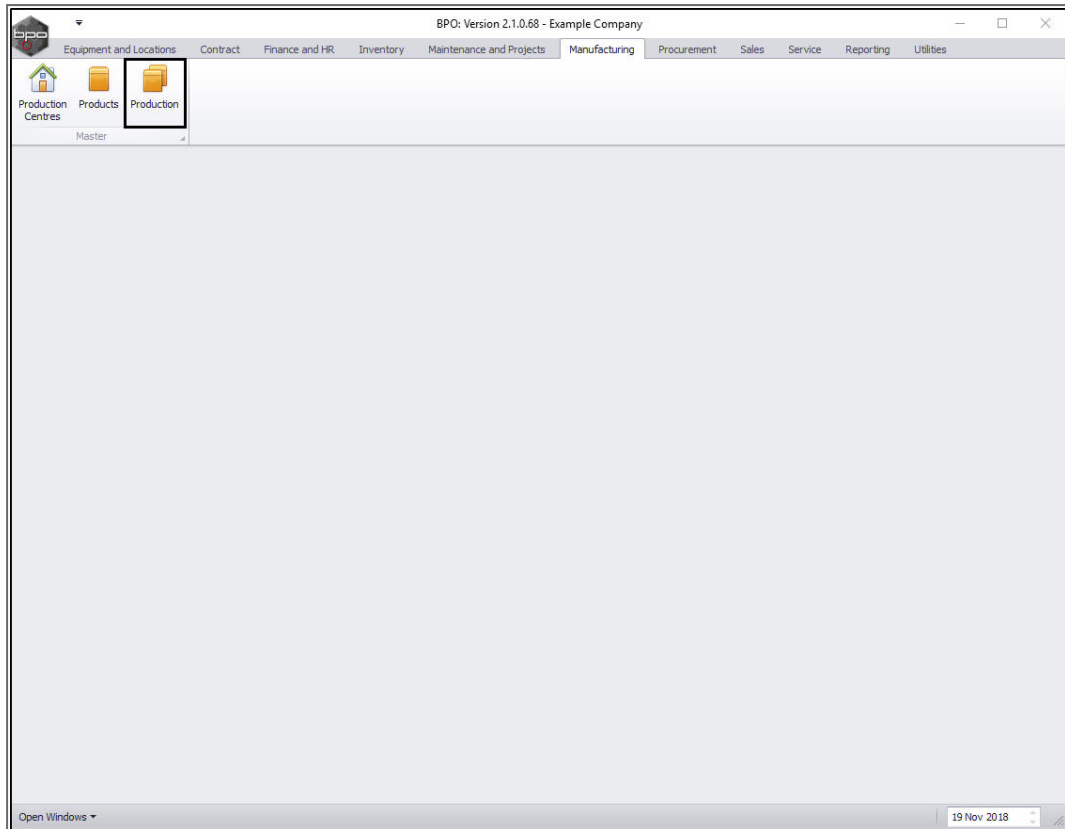 bpo
BPO: Version 2.1.0.68 - Example Company
Equipment and Locations Contract Finance and HR Inventory Maintenance and Projects Manufacturing Procurement Sales Service Reporting Utilities
Production Centres Products Production
Master
Open Windows 19 Nov 2018